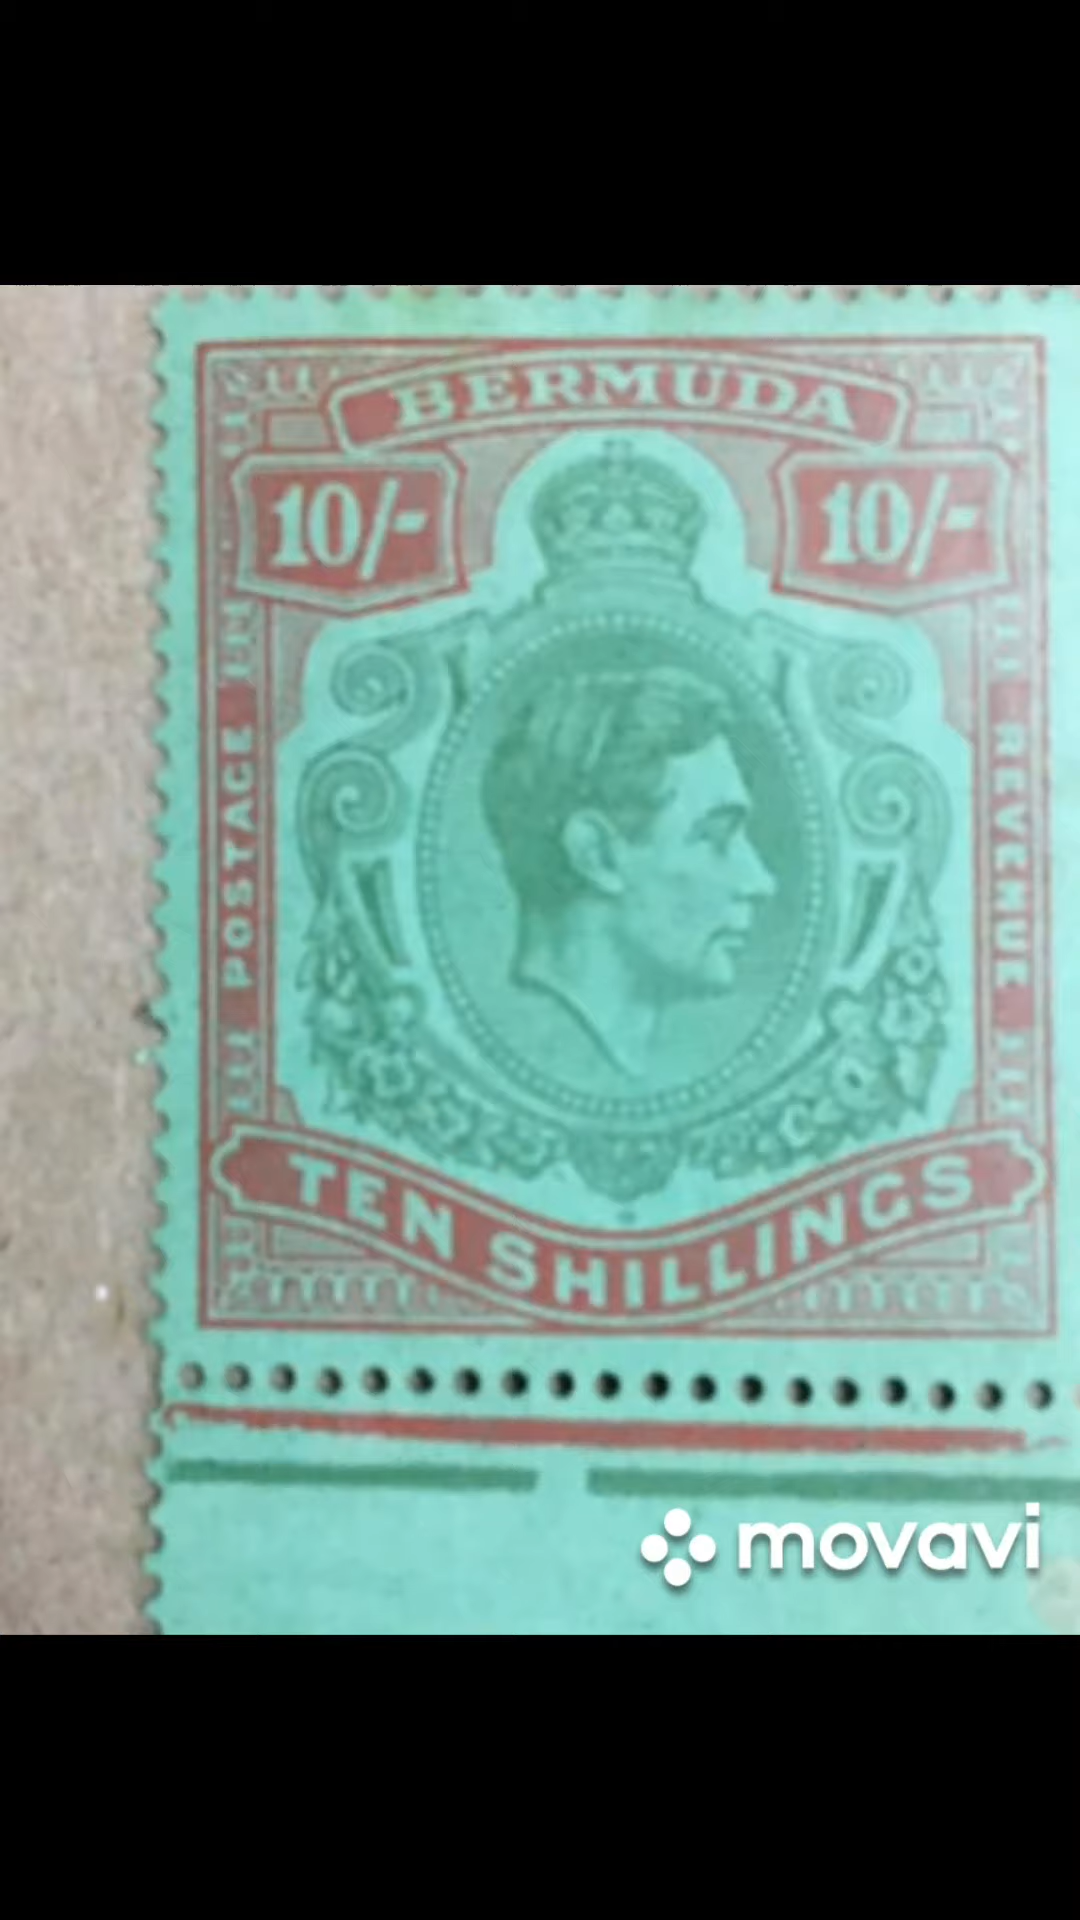 BERMUDA
10/- 10/-
POSTAGE
REVENUE
TEN SHILLINGS
movavi